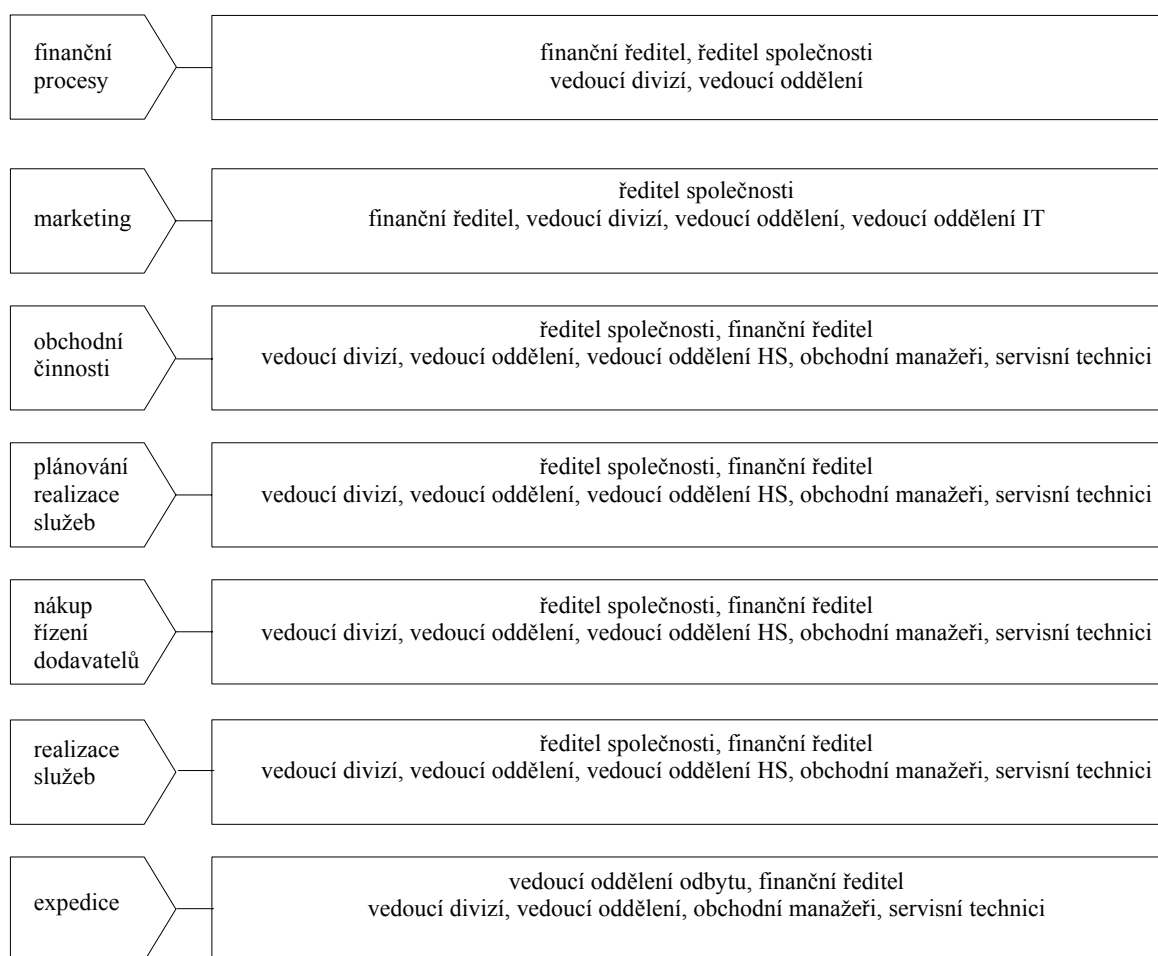 finanční
procesy
finanční ředitel, ředitel společnosti
vedoucí divizí, vedoucí oddělení
marketing
ředitel společnosti
finanční ředitel, vedoucí divizí, vedoucí oddělení, vedoucí oddělení IT
obchodní
činnosti
ředitel společnosti, finanční ředitel
vedoucí divizí, vedoucí oddělení, vedoucí oddělení HS, obchodní manažeři, servisní technici
plánování
realizace
služeb
ředitel společnosti, finanční ředitel
vedoucí divizí, vedoucí oddělení, vedoucí oddělení HS, obchodní manažeři, servisní technici
nákup
řízení
dodavatelů
ředitel společnosti, finanční ředitel
vedoucí divizí, vedoucí oddělení, vedoucí oddělení HS, obchodní manažeři, servisní technici
realizace
služeb
ředitel společnosti, finanční ředitel
vedoucí divizí, vedoucí oddělení, vedoucí oddělení HS, obchodní manažeři, servisní technici
expedice
vedoucí oddělení odbytu, finanční ředitel
vedoucí divizí, vedoucí oddělení, obchodní manažeři, servisní technici